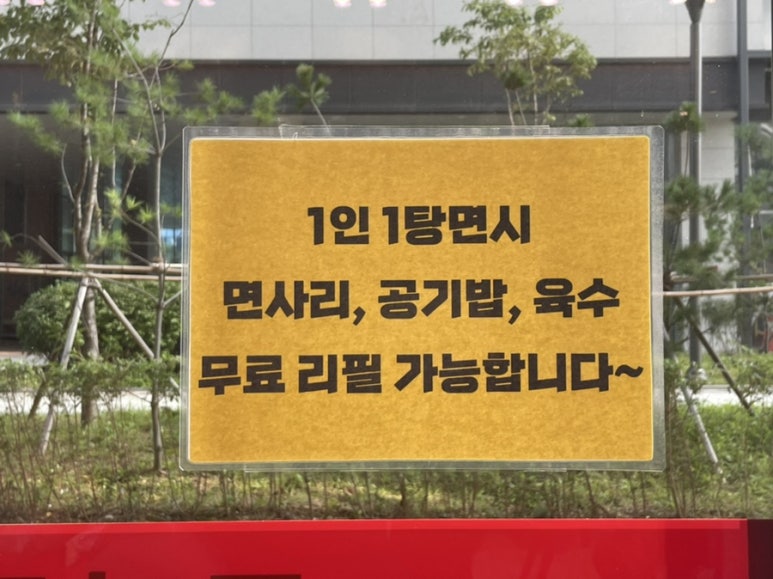 1인 1탕면시
면사리, 공기밥, 육수
무료 리필 가능합니다~